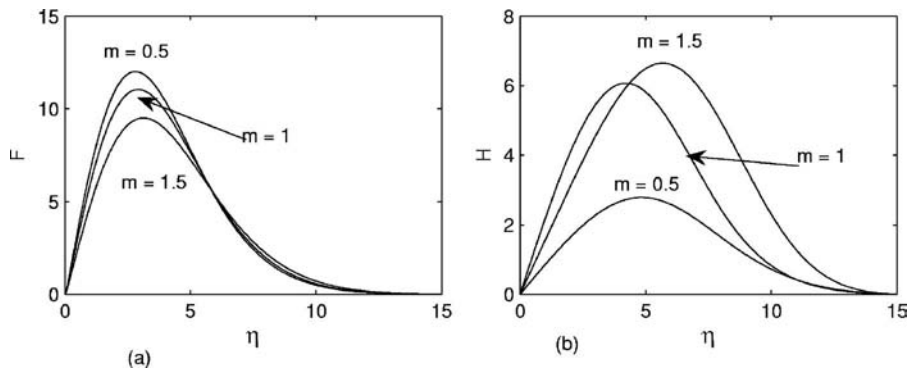 15
10
5
0
F
m = 0.5
m = 1
m = 1.5
0 5 10 15
η
(a)
8
6
4
2
0
H
m = 1.5
m = 1
m = 0.5
0 5 10 15
η
(b)